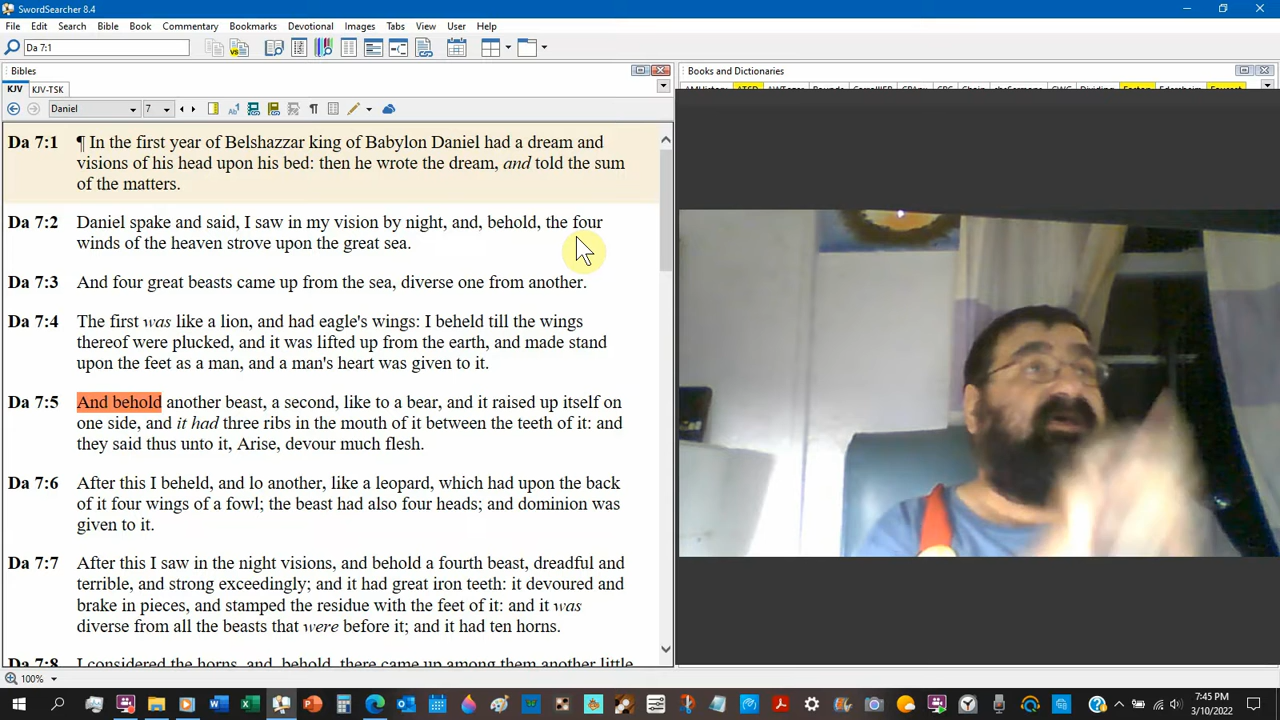 SwordSearcher 8.4
File Edit Search Bible Book Commentary Bookmarks Devotional Images Tabs View User Help
Da 7:1
Bibles
Books and Dictionaries
KJV KJV-TSK
Daniel 7
Da 7:1 ¶ In the first year of Belshazzar king of Babylon Daniel had a dream and
visions of his head upon his bed: then he wrote the dream, and told the sum
of the matters.
Da 7:2 Daniel spake and said, I saw in my vision by night, and, behold, the four
winds of the heaven strove upon the great sea.
Da 7:3 And four great beasts came up from the sea, diverse one from another.
Da 7:4 The first was like a lion, and had eagle's wings: I beheld till the wings
thereof were plucked, and it was lifted up from the earth, and made stand
upon the feet as a man, and a man's heart was given to it.
Da 7:5 And behold another beast, a second, like to a bear, and it raised up itself on
one side, and it had three ribs in the mouth of it between the teeth of it: and
they said thus unto it, Arise, devour much flesh.
Da 7:6 After this I beheld, and lo another, like a leopard, which had upon the back
of it four wings of a fowl; the beast had also four heads; and dominion was
given to it.
Da 7:7 After this I saw in the night visions, and behold a fourth beast, dreadful and
terrible, and strong exceedingly; and it had great iron teeth: it devoured and
brake in pieces, and stamped the residue with the feet of it: and it was
diverse from all the beasts that were before it; and it had ten horns.
Da 7:8 I considered the horns, and, behold, there came up among them another little
100%
7:45 PM
3/10/2022